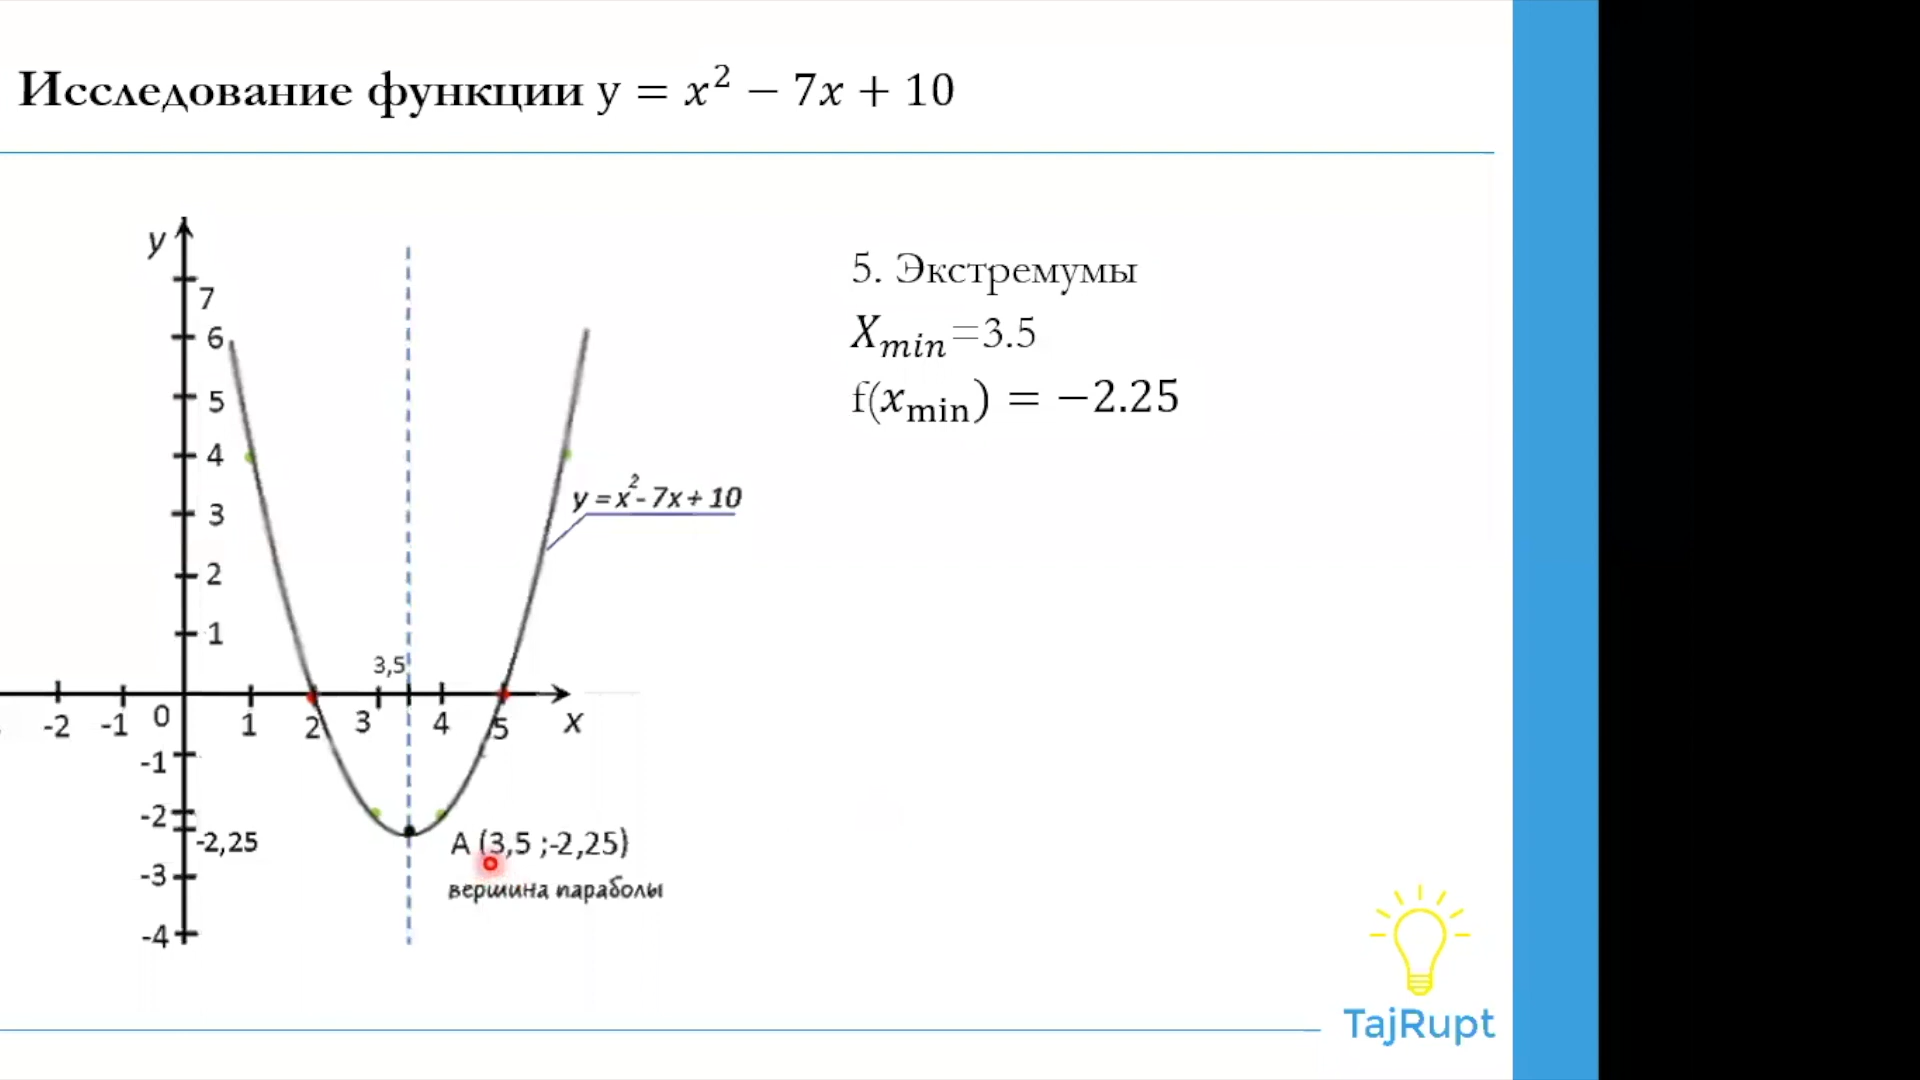 Исследование функции y = x² − 7x + 10
y
7
6
5
4
3
2
1
y = x² - 7x + 10
3,5
-2 -1 0 1 2 3 4 5 x
-1
-2
-2,25
-3
-4
A (3,5 ;-2,25)
вершина параболы
5. Экстремумы
X_min=3.5
f(x_min) = −2.25
TajRupt